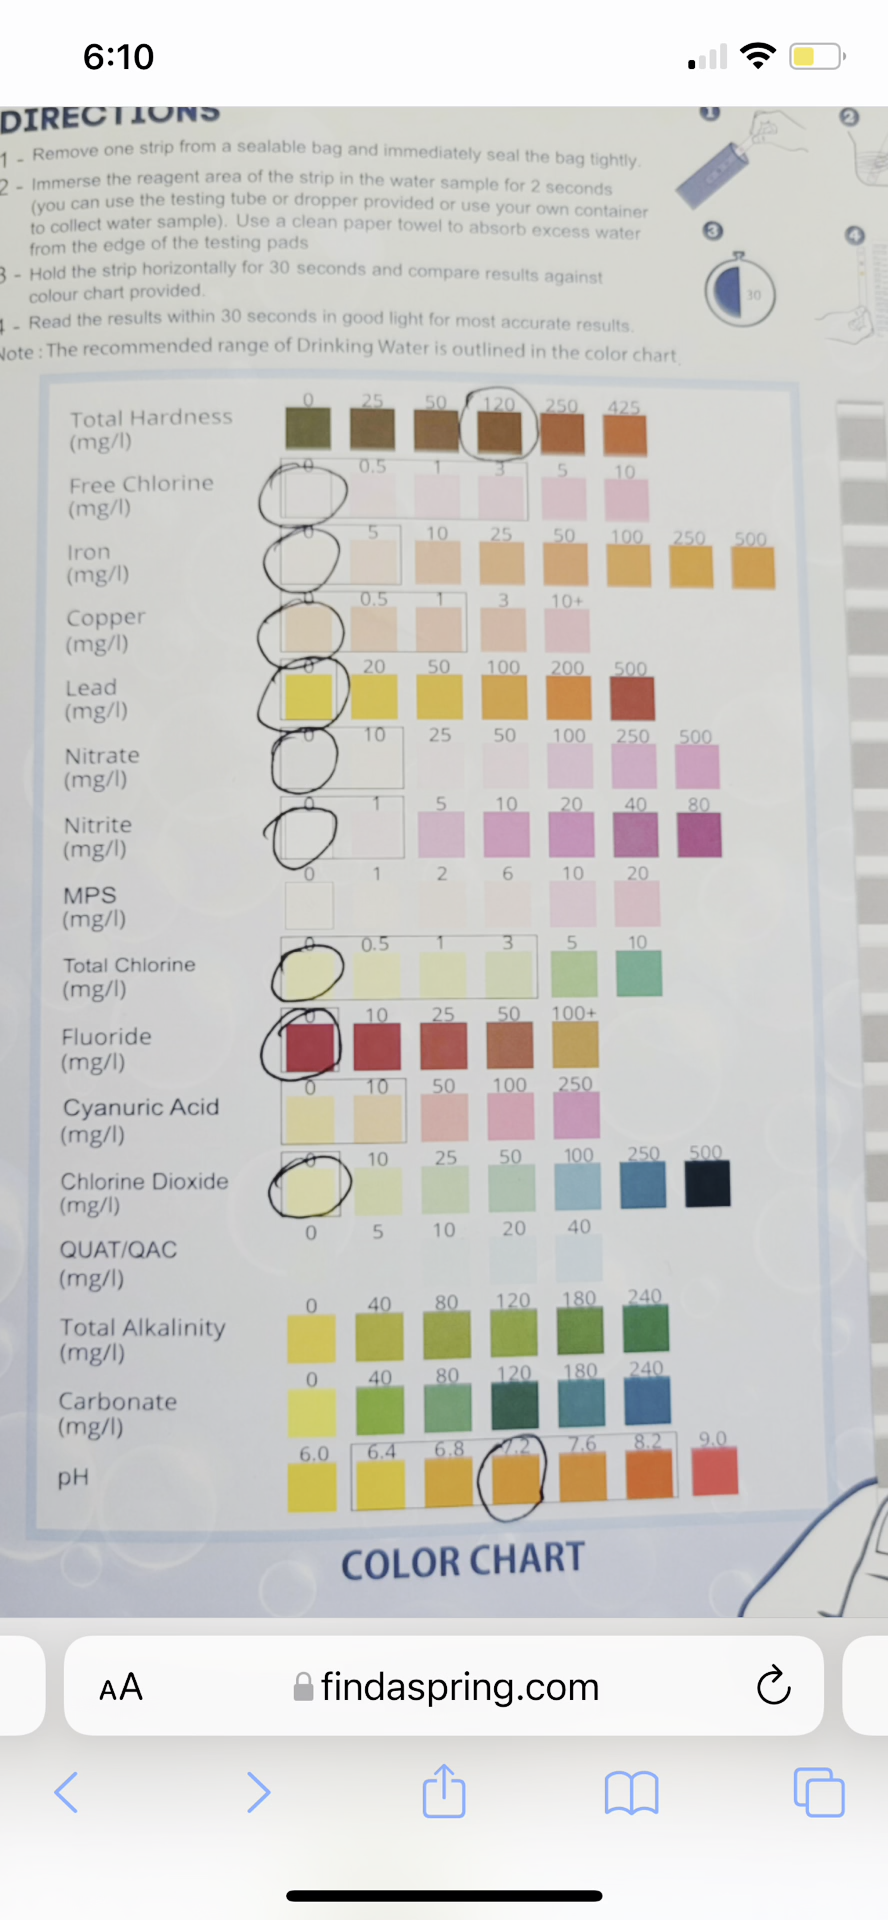 6:10
DIRECTIONS
1
2
1 - Remove one strip from a sealable bag and immediately seal the bag tightly.
2 - Immerse the reagent area of the strip in the water sample for 2 seconds
(you can use the testing tube or dropper provided or use your own container
to collect water sample). Use a clean paper towel to absorb excess water
from the edge of the testing pads
3
4
3 - Hold the strip horizontally for 30 seconds and compare results against
colour chart provided.
30
4 - Read the results within 30 seconds in good light for most accurate results.
Note : The recommended range of Drinking Water is outlined in the color chart.
0 25 50 120 250 425
Total Hardness
(mg/l)
0 0.5 1 3 5 10
Free Chlorine
(mg/l)
0 5 10 25 50 100 250 500
Iron
(mg/l)
0 0.5 1 3 10+
Copper
(mg/l)
0 20 50 100 200 500
Lead
(mg/l)
0 10 25 50 100 250 500
Nitrate
(mg/l)
0 1 5 10 20 40 80
Nitrite
(mg/l)
0 1 2 6 10 20
MPS
(mg/l)
0 0.5 1 3 5 10
Total Chlorine
(mg/l)
0 10 25 50 100+
Fluoride
(mg/l)
0 10 50 100 250
Cyanuric Acid
(mg/l)
0 10 25 50 100 250 500
Chlorine Dioxide
(mg/l)
0 5 10 20 40
QUAT/QAC
(mg/l)
0 40 80 120 180 240
Total Alkalinity
(mg/l)
0 40 80 120 180 240
Carbonate
(mg/l)
6.0 6.4 6.8 7.2 7.6 8.2 9.0
pH
COLOR CHART
AA findaspring.com